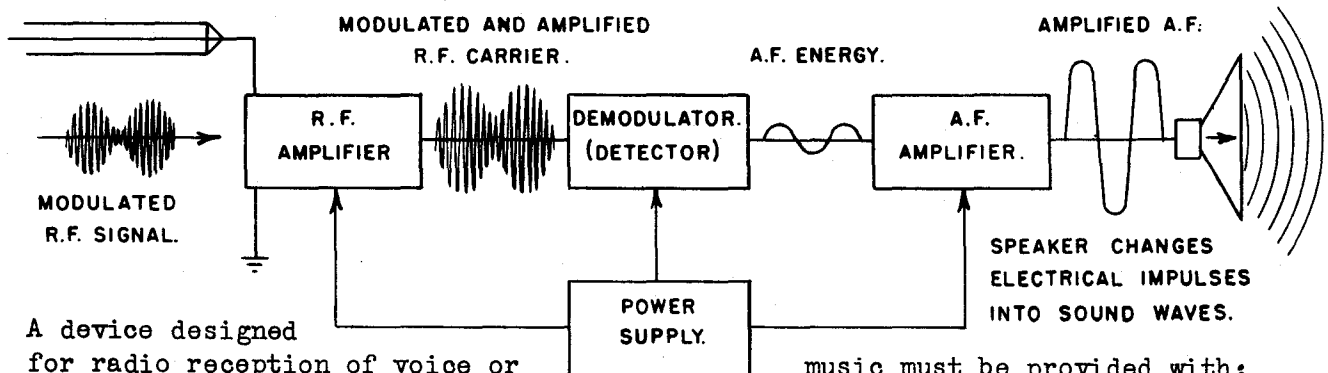 MODULATED AND AMPLIFIED
R.F. CARRIER.
A.F. ENERGY.
AMPLIFIED A.F.
R.F.
AMPLIFIER
DEMODULATOR.
(DETECTOR)
A.F.
AMPLIFIER.
MODULATED
R.F. SIGNAL.
SPEAKER CHANGES
ELECTRICAL IMPULSES
INTO SOUND WAVES.
POWER
SUPPLY.
A device designed
for radio reception of voice or music must be provided with: